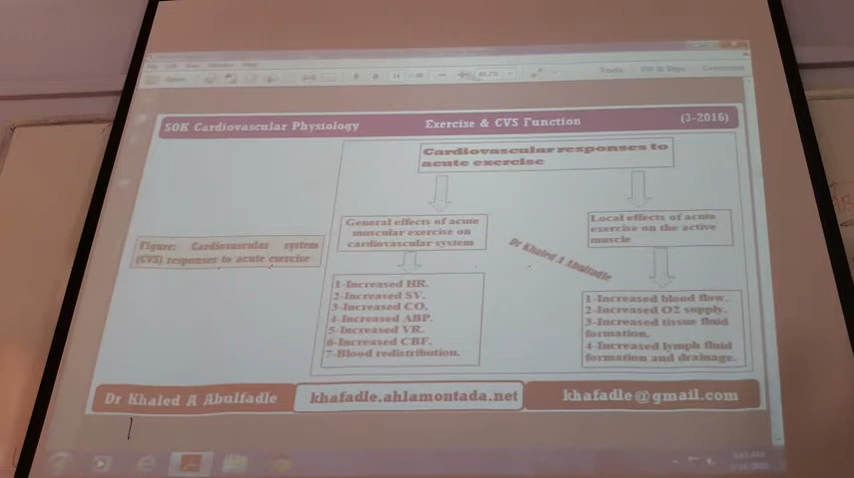 SOK Cardiovascular Physiology
Exercise & CVS Function
(3-2016)
Cardiovascular responses to
acute exercise
General effects of acute
muscular exercise on
cardiovascular system
Local effects of acute
exercise on the active
muscle
Figure: Cardiovascular system
(CVS) responses to acute exercise
Dr Khaled A Abulfadle
1-Increased HR.
2-Increased SV.
3-Increased CO.
4-Increased ABP.
5-Increased VR.
6-Increased CBF.
7-Blood redistribution.
1-Increased blood flow.
2-Increased O2 supply.
3-Increased tissue fluid
formation.
4-Increased lymph fluid
formation and drainage.
Dr Khaled A Abulfadle
khafadle.ahlamontada.net
khafadle@gmail.com